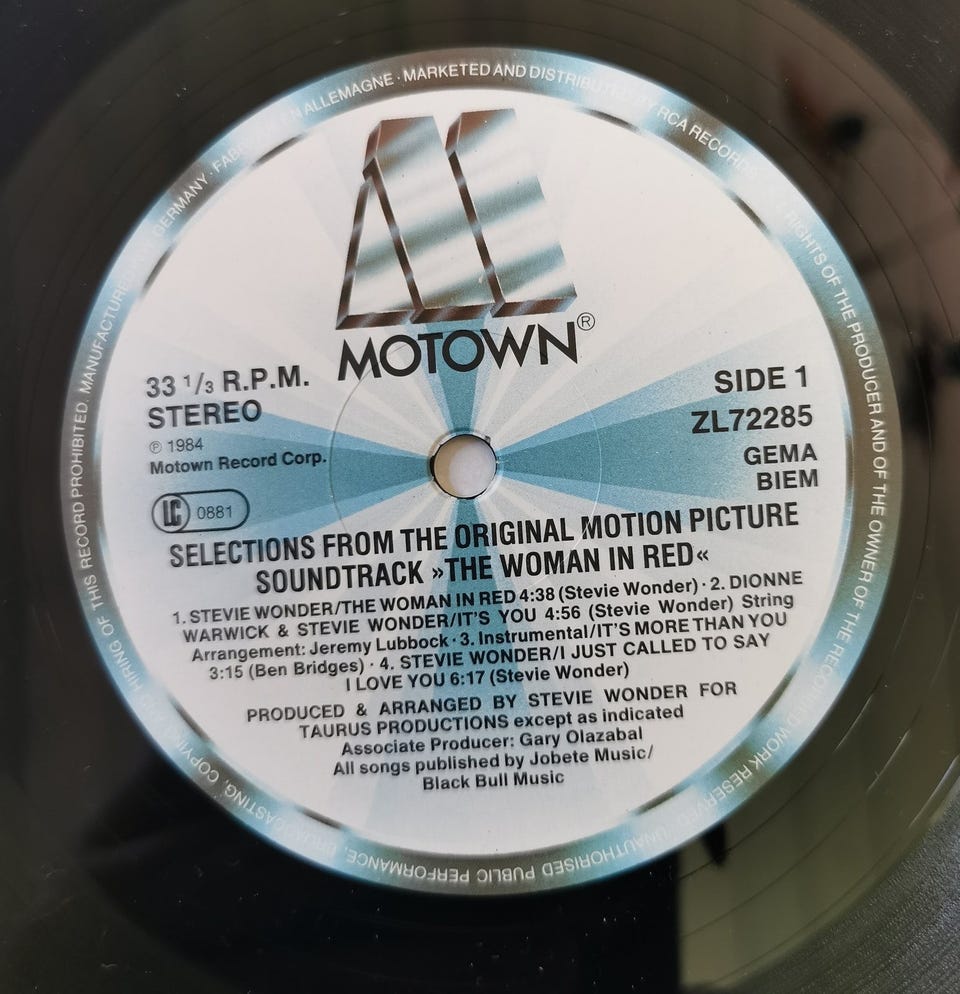 MOTOWN®
33 1/3 R.P.M.
STEREO
℗ 1984
Motown Record Corp.
LC 0881
SIDE 1
ZL72285
GEMA
BIEM
SELECTIONS FROM THE ORIGINAL MOTION PICTURE
SOUNDTRACK »THE WOMAN IN RED«
1. STEVIE WONDER/THE WOMAN IN RED 4:38 (Stevie Wonder) · 2. DIONNE
WARWICK & STEVIE WONDER/IT'S YOU 4:56 (Stevie Wonder) String
Arrangement: Jeremy Lubbock · 3. Instrumental/IT'S MORE THAN YOU
3:15 (Ben Bridges) · 4. STEVIE WONDER/I JUST CALLED TO SAY
I LOVE YOU 6:17 (Stevie Wonder)
PRODUCED & ARRANGED BY STEVIE WONDER FOR
TAURUS PRODUCTIONS except as indicated
Associate Producer: Gary Olazabal
All songs published by Jobete Music/
Black Bull Music
ALLEMAGNE · MARKETED AND DISTRIBUTED BY RCA RECORDS RIGHTS OF THE PRODUCER AND OF THE OWNER OF THE RECORDED WORK RESERVED. UNAUTHORISED PUBLIC PERFORMANCE, BROADCASTING, COPYING HIRING OF THIS RECORD PROHIBITED. MANUFACTURED GERMANY ·